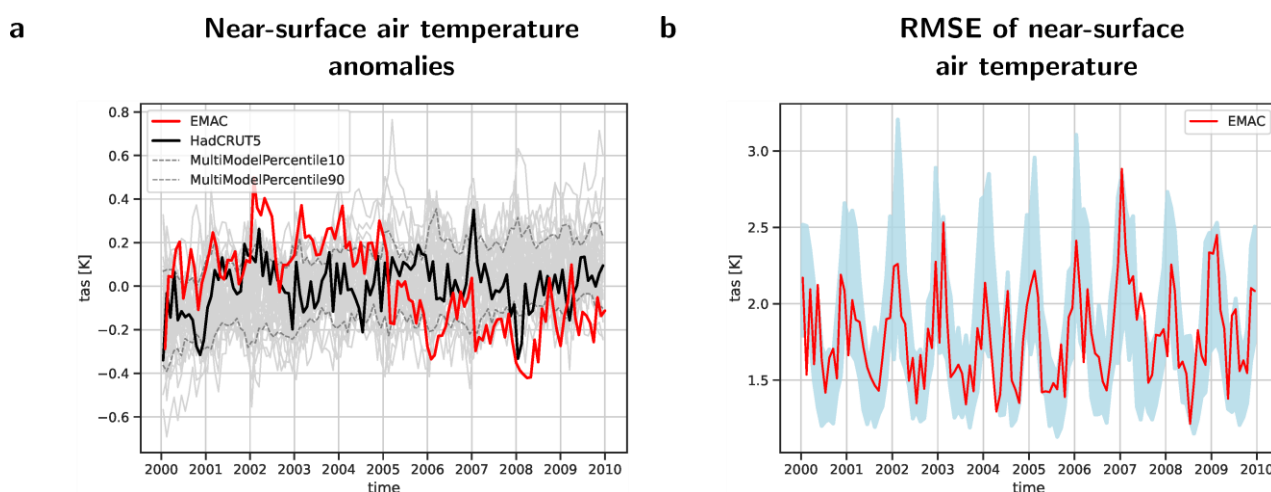 a
Near-surface air temperature
anomalies
0.8
0.6
0.4
0.2
0.0
−0.2
−0.4
−0.6
tas [K]
EMAC
HadCRUT5
MultiModelPercentile10
MultiModelPercentile90
2000 2001 2002 2003 2004 2005 2006 2007 2008 2009 2010
time
b
RMSE of near-surface
air temperature
3.0
2.5
2.0
1.5
tas [K]
EMAC
2000 2001 2002 2003 2004 2005 2006 2007 2008 2009 2010
time